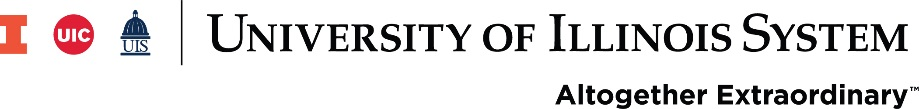 I UIC UIS UNIVERSITY OF ILLINOIS SYSTEM
Altogether Extraordinary™